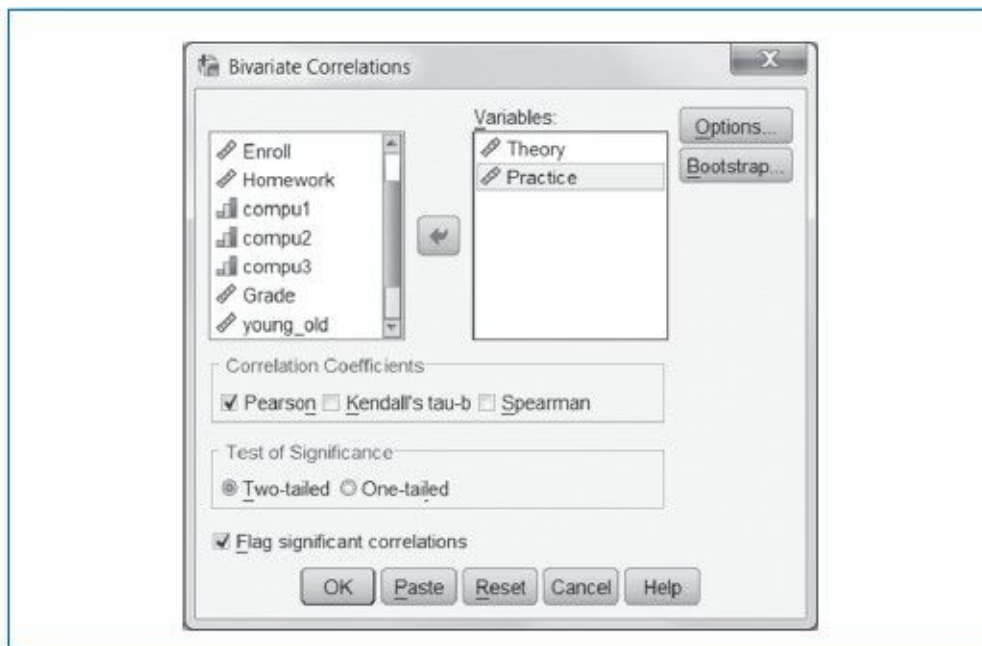 Bivariate Correlations
X
Variables:
Enroll
Homework
compu1
compu2
compu3
Grade
young_old
Theory
Practice
Options...
Bootstrap...
Correlation Coefficients
Pearson Kendall's tau-b Spearman
Test of Significance
Two-tailed One-tailed
Flag significant correlations
OK Paste Reset Cancel Help